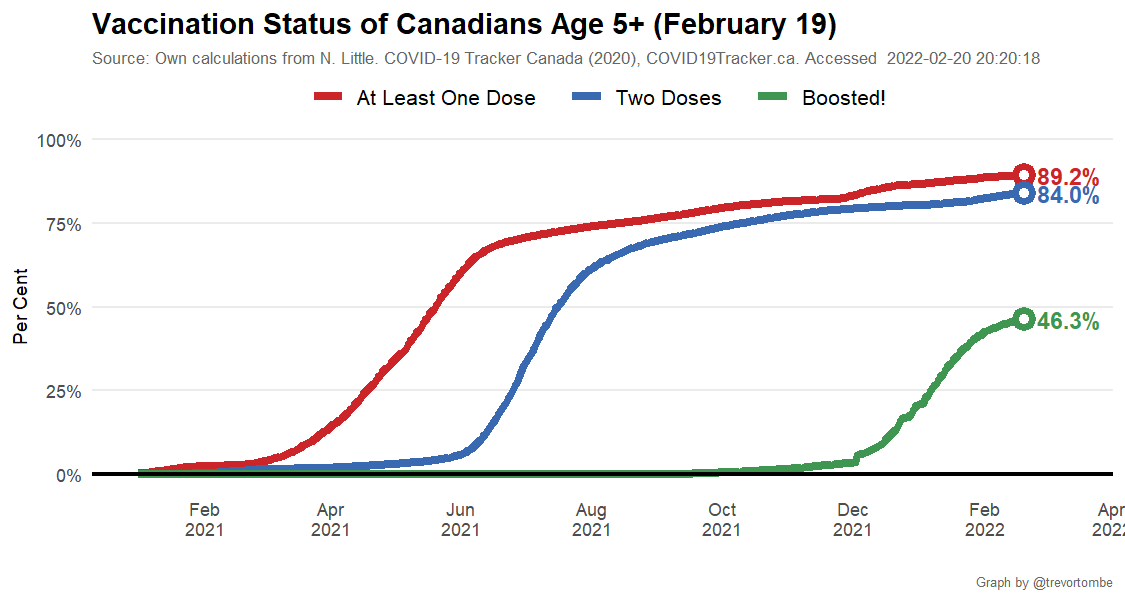 Vaccination Status of Canadians Age 5+ (February 19)
Source: Own calculations from N. Little. COVID-19 Tracker Canada (2020), COVID19Tracker.ca. Accessed  2022-02-20 20:20:18
At Least One Dose Two Doses Boosted!
Per Cent
100%
89.2%
84.0%
75%
50%
46.3%
25%
0%
Feb Apr Jun Aug Oct Dec Feb Apr
2021 2021 2021 2021 2021 2021 2022 2022
Graph by @trevortombe